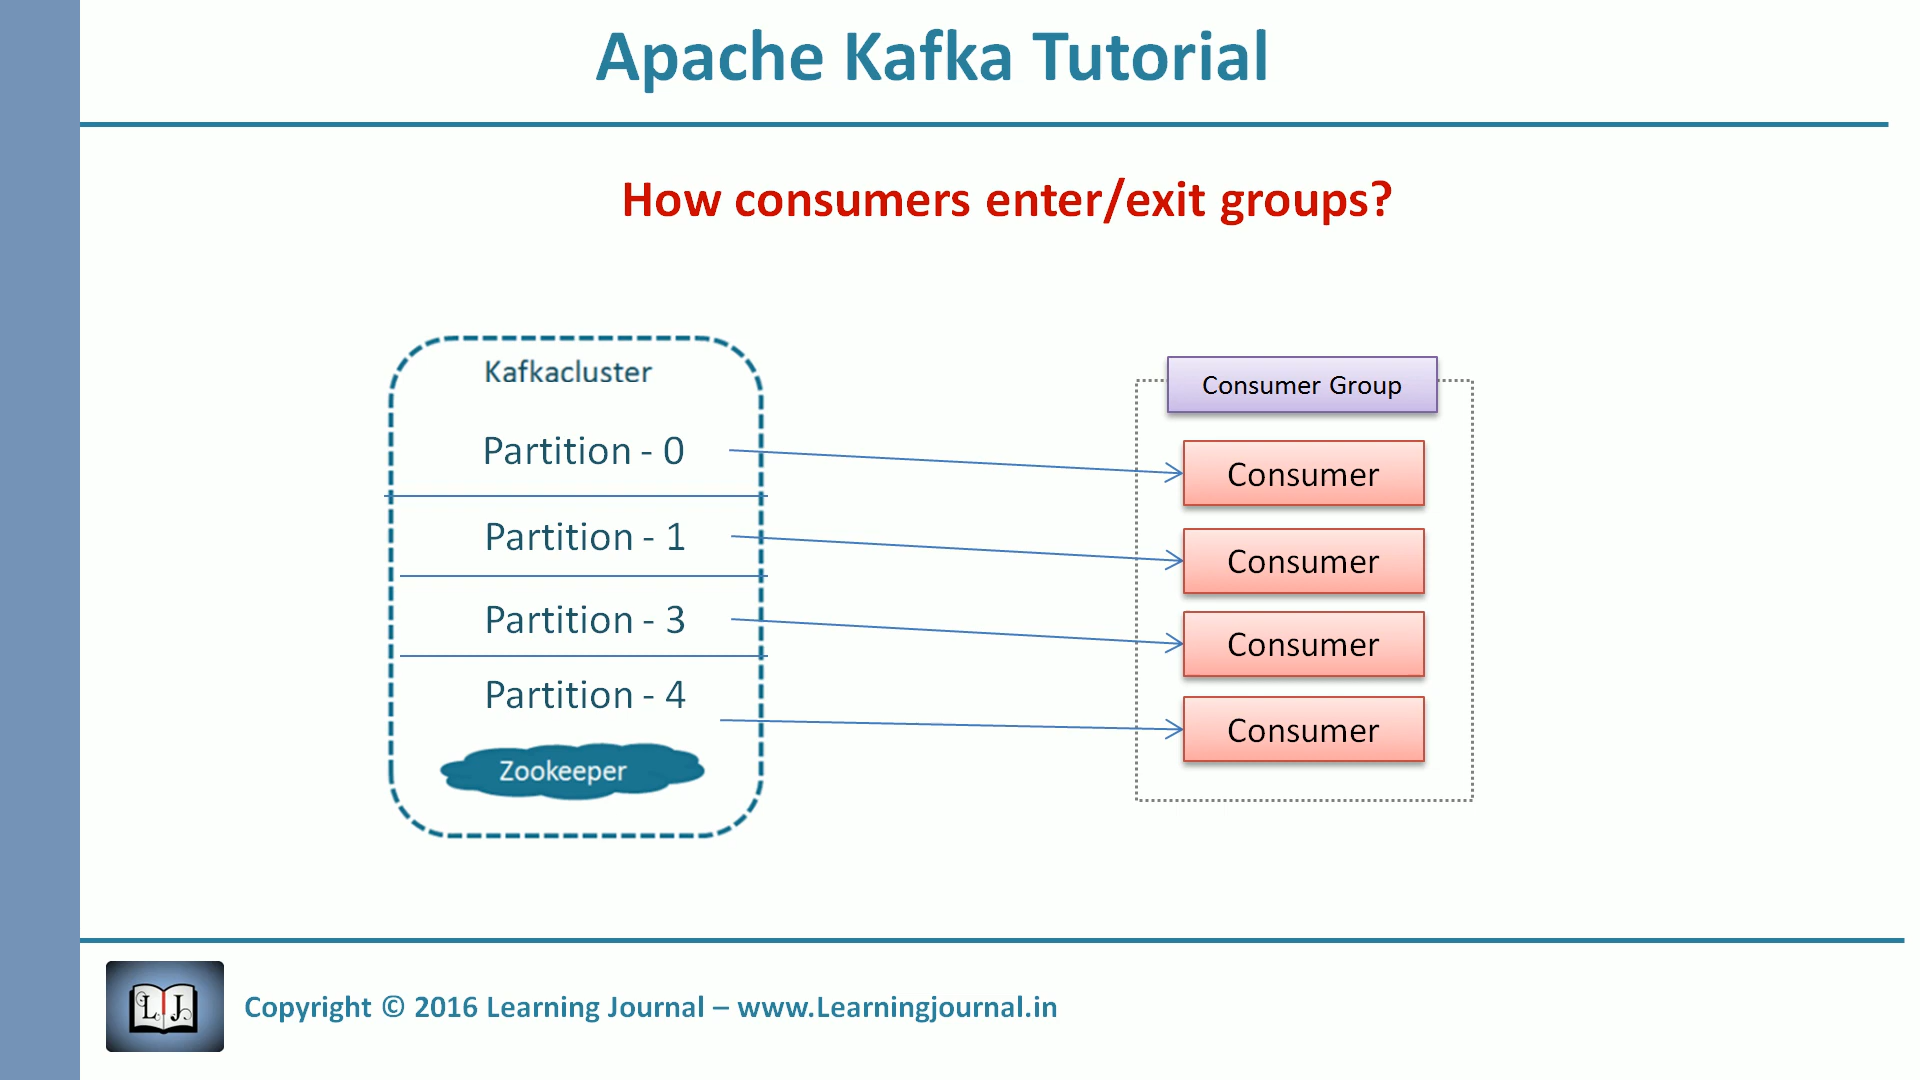 Apache Kafka Tutorial
How consumers enter/exit groups?
Kafkacluster
Partition - 0
Partition - 1
Partition - 3
Partition - 4
Zookeeper
Consumer Group
Consumer
Consumer
Consumer
Consumer
L J
Copyright © 2016 Learning Journal – www.Learningjournal.in